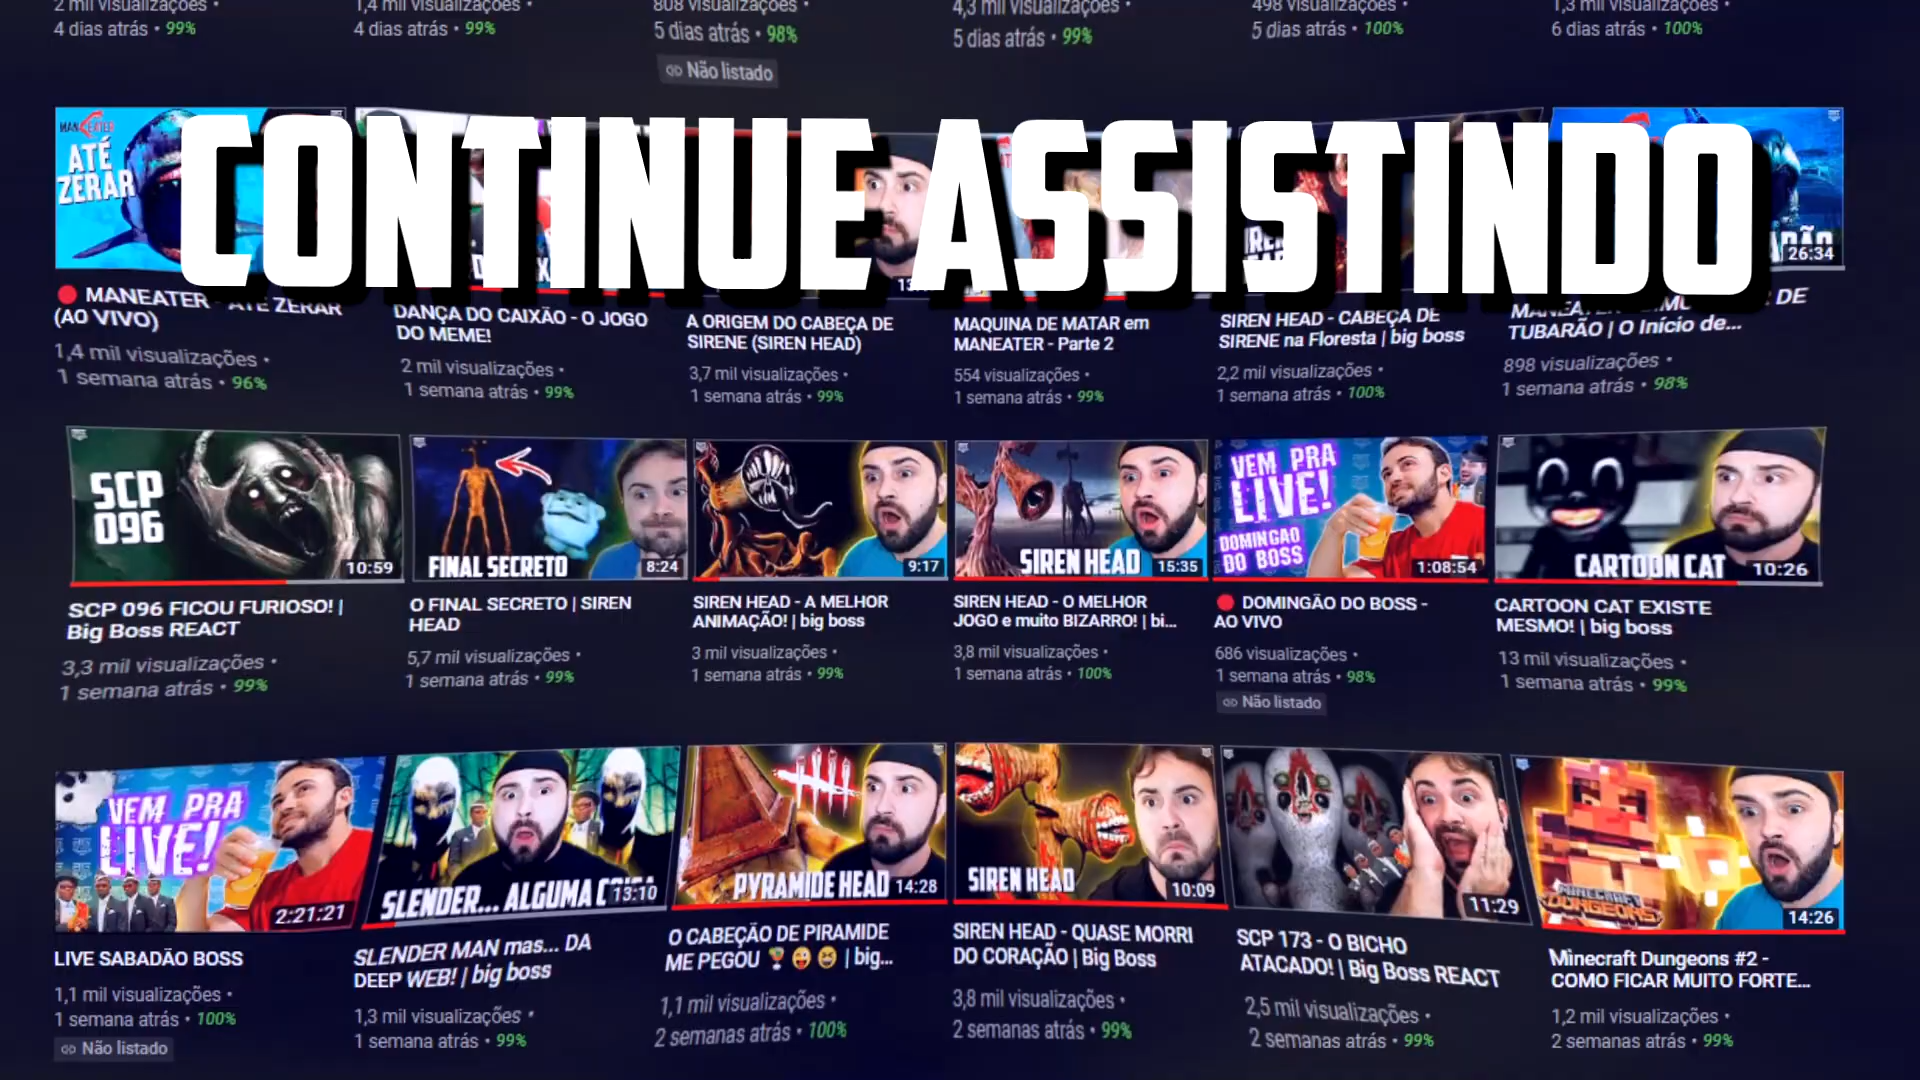 2 mil visualizações •
4 dias atrás • 99%
1,4 mil visualizações •
4 dias atrás • 99%
808 visualizações •
5 dias atrás • 98%
Não listado
4,3 mil visualizações •
5 dias atrás • 99%
498 visualizações •
5 dias atrás • 100%
1,3 mil visualizações •
6 dias atrás • 100%
CONTINUE ASSISTINDO
ATÉ
ZERAR
26:34
MANEATER - ATÉ ZERAR
(AO VIVO)
1,4 mil visualizações •
1 semana atrás • 96%
DANÇA DO CAIXÃO - O JOGO
DO MEME!
2 mil visualizações •
1 semana atrás • 99%
A ORIGEM DO CABEÇA DE
SIRENE (SIREN HEAD)
3,7 mil visualizações •
1 semana atrás • 99%
MAQUINA DE MATAR em
MANEATER - Parte 2
554 visualizações •
1 semana atrás • 99%
SIREN HEAD - CABEÇA DE
SIRENE na Floresta | big boss
2,2 mil visualizações •
1 semana atrás • 100%
DE
TUBARÃO | O Início de...
898 visualizações •
1 semana atrás • 98%
SCP
096
10:59
SCP 096 FICOU FURIOSO! |
Big Boss REACT
3,3 mil visualizações •
1 semana atrás • 99%
FINAL SECRETO
8:24
O FINAL SECRETO | SIREN
HEAD
5,7 mil visualizações •
1 semana atrás • 99%
9:17
SIREN HEAD - A MELHOR
ANIMAÇÃO! | big boss
3 mil visualizações •
1 semana atrás • 99%
SIREN HEAD
15:35
SIREN HEAD - O MELHOR
JOGO e muito BIZARRO! | bi...
3,8 mil visualizações •
1 semana atrás • 100%
VEM PRA
LIVE!
DOMINGAO
DO BOSS
1:08:54
DOMINGÃO DO BOSS -
AO VIVO
686 visualizações •
1 semana atrás • 98%
Não listado
CARTOON CAT
10:26
CARTOON CAT EXISTE
MESMO! | big boss
13 mil visualizações •
1 semana atrás • 99%
VEM PRA
LIVE!
2:21:21
LIVE SABADÃO BOSS
1,1 mil visualizações •
1 semana atrás • 100%
Não listado
SLENDER... ALGUMA
13:10
SLENDER MAN mas... DA
DEEP WEB! | big boss
1,3 mil visualizações •
1 semana atrás • 99%
PYRAMIDE HEAD
14:28
O CABEÇÃO DE PIRAMIDE
ME PEGOU 🍷😜😆 | big...
1,1 mil visualizações •
2 semanas atrás • 100%
SIREN HEAD
10:09
SIREN HEAD - QUASE MORRI
DO CORAÇÃO | Big Boss
3,8 mil visualizações •
2 semanas atrás • 99%
11:29
SCP 173 - O BICHO
ATACADO! | Big Boss REACT
2,5 mil visualizações •
2 semanas atrás • 99%
MINECRAFT
DUNGEONS
14:26
Minecraft Dungeons #2 -
COMO FICAR MUITO FORTE...
1,2 mil visualizações •
2 semanas atrás • 99%